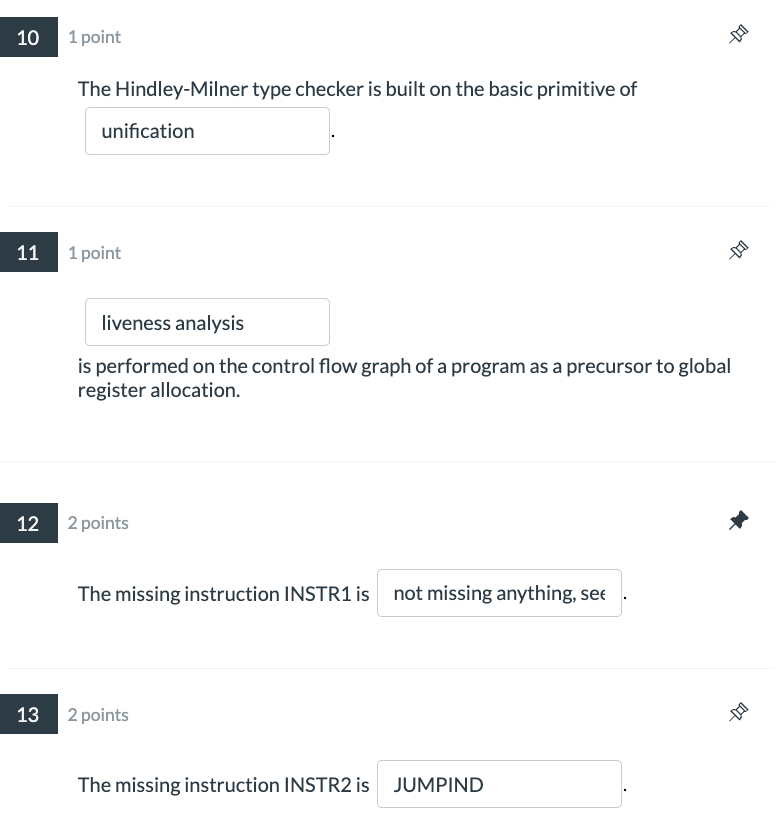 10 1 point
The Hindley-Milner type checker is built on the basic primitive of
unification .
11 1 point
liveness analysis
is performed on the control flow graph of a program as a precursor to global
register allocation.
12 2 points
The missing instruction INSTR1 is not missing anything, see .
13 2 points
The missing instruction INSTR2 is JUMPIND .